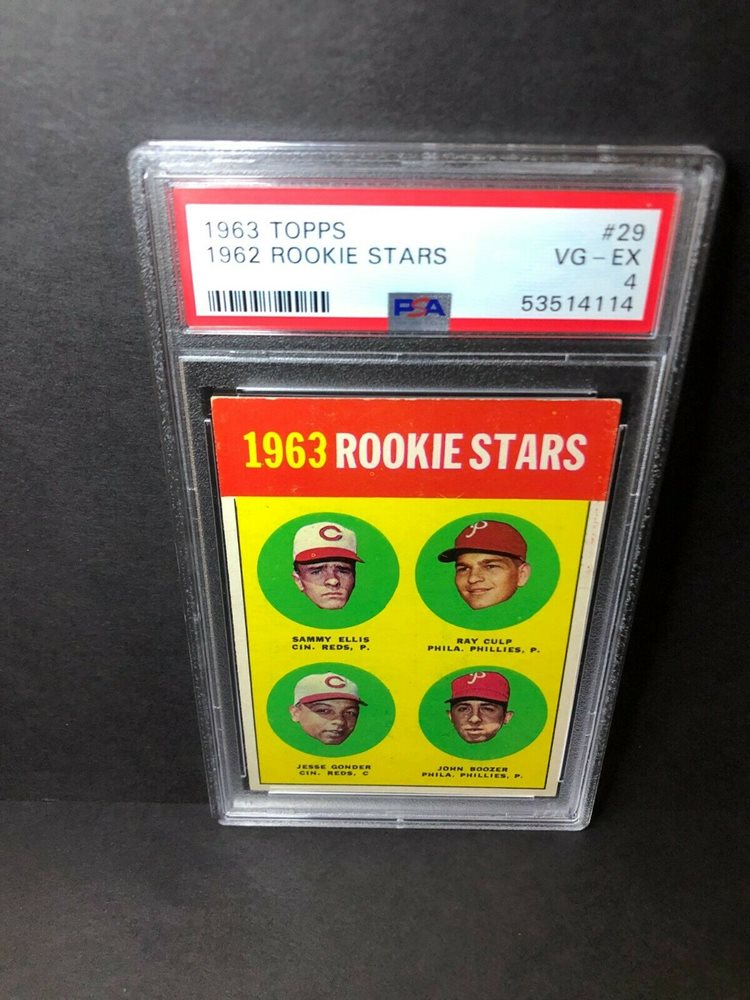 1963 TOPPS #29
1962 ROOKIE STARS VG-EX
4
PSA 53514114
1963 ROOKIE STARS
C P
SAMMY ELLIS RAY CULP
CIN. REDS, P. PHILA. PHILLIES, P.
C P
JESSE GONDER JOHN BOOZER
CIN. REDS, C PHILA. PHILLIES, P.